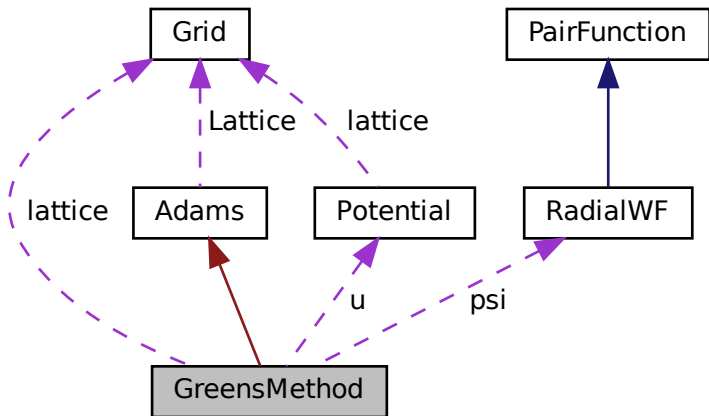 Grid
PairFunction
Lattice
lattice
lattice
Adams
Potential
RadialWF
u
psi
GreensMethod